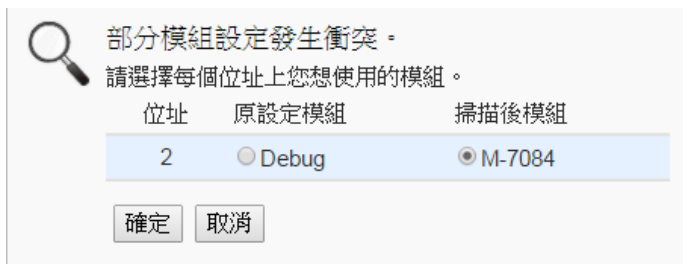 部分模組設定發生衝突。
請選擇每個位址上您想使用的模組。
位址 原設定模組 掃描後模組
2 Debug M-7084
確定 取消